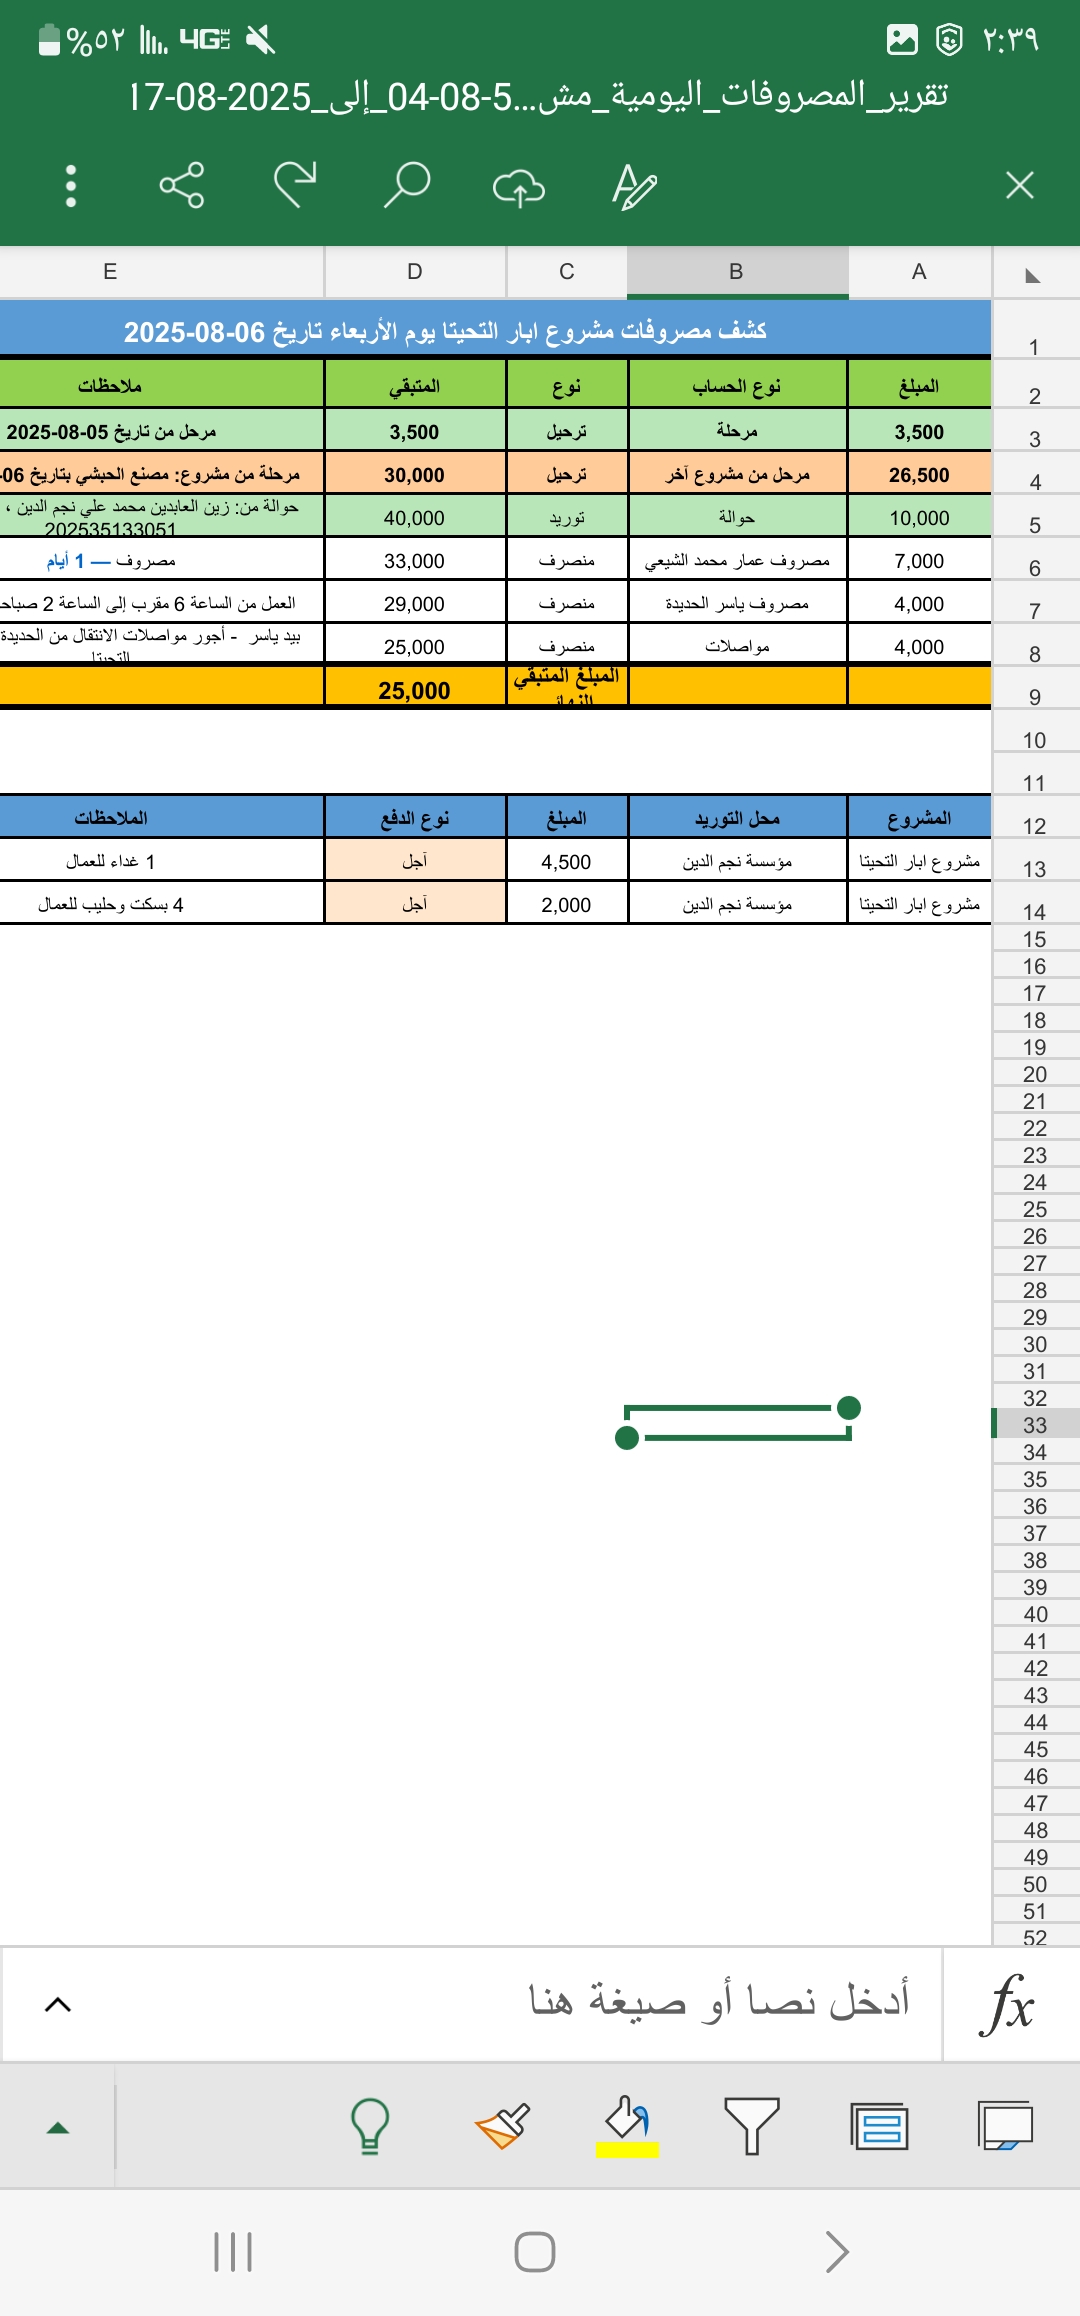 ٢:٣٩ 4G LTE %٥٢
تقرير_المصروفات_اليومية_مش...5-08-04_إلى_2025-08-17
A B C D E
1 كشف مصروفات مشروع ابار التحيتا يوم الأربعاء تاريخ 06-08-2025
2 المبلغ نوع الحساب نوع المتبقي ملاحظات
3 3,500 مرحلة ترحيل 3,500 مرحل من تاريخ 05-08-2025
4 26,500 مرحل من مشروع آخر ترحيل 30,000 مرحلة من مشروع: مصنع الحبشي بتاريخ 06-
5 10,000 حوالة توريد 40,000 حوالة من: زين العابدين محمد علي نجم الدين ،
202535133051
6 7,000 مصروف عمار محمد الشيعي منصرف 33,000 مصروف — 1 أيام
7 4,000 مصروف ياسر الحديدة منصرف 29,000 العمل من الساعة 6 مقرب إلى الساعة 2 صباحـ
8 4,000 مواصلات منصرف 25,000 بيد ياسر - أجور مواصلات الانتقال من الحديدة
التحيتا
9 المبلغ المتبقي 25,000
10
11
12 المشروع محل التوريد المبلغ نوع الدفع الملاحظات
13 مشروع ابار التحيتا مؤسسة نجم الدين 4,500 آجل 1 غداء للعمال
14 مشروع ابار التحيتا مؤسسة نجم الدين 2,000 آجل 4 بسكت وحليب للعمال
15
16
17
18
19
20
21
22
23
24
25
26
27
28
29
30
31
32
33
34
35
36
37
38
39
40
41
42
43
44
45
46
47
48
49
50
51
52
fx أدخل نصا أو صيغة هنا